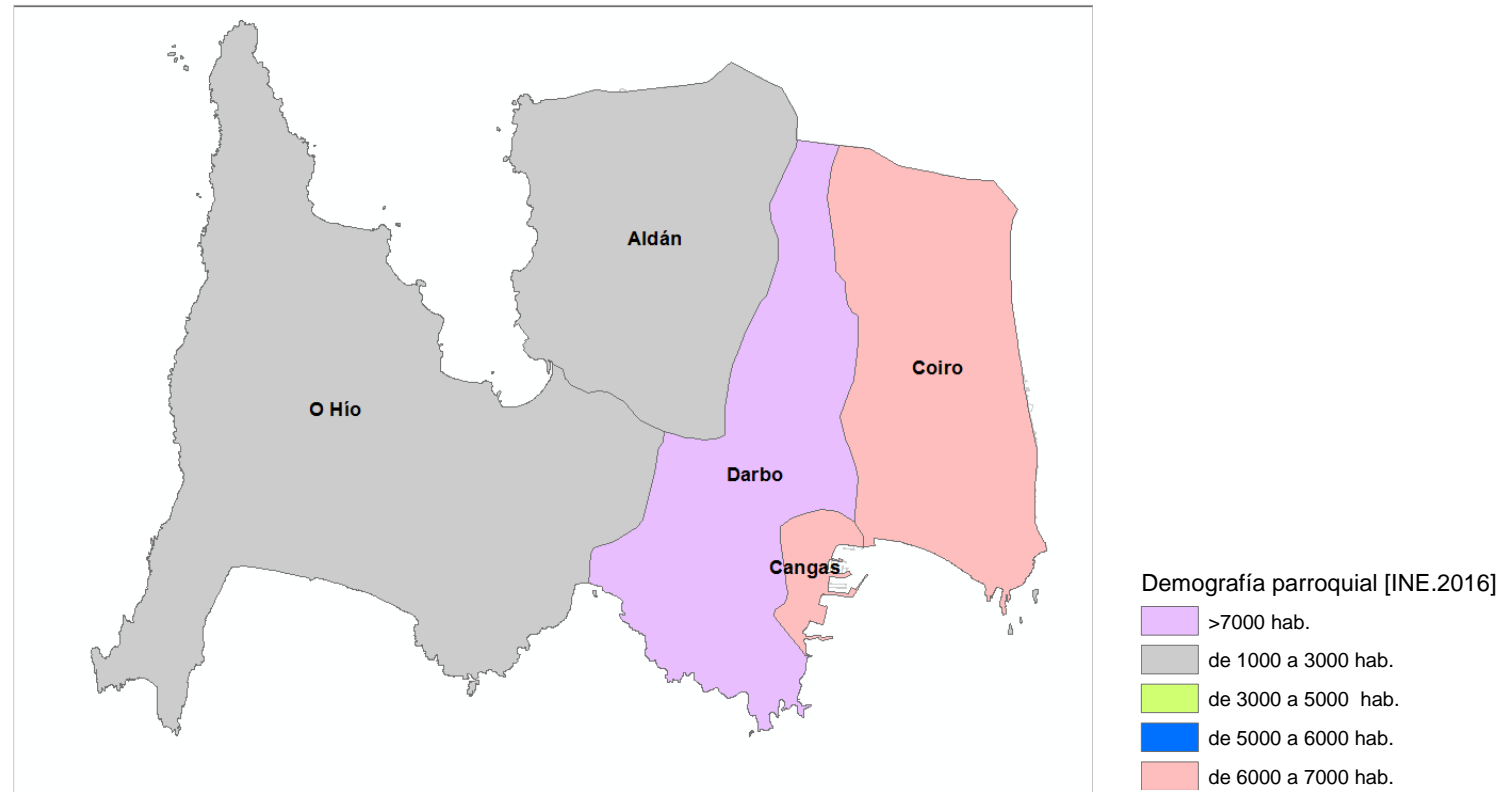 Aldán
Coiro
O Hío
Darbo
Cangas
Demografía parroquial [INE.2016]
>7000 hab.
de 1000 a 3000 hab.
de 3000 a 5000 hab.
de 5000 a 6000 hab.
de 6000 a 7000 hab.